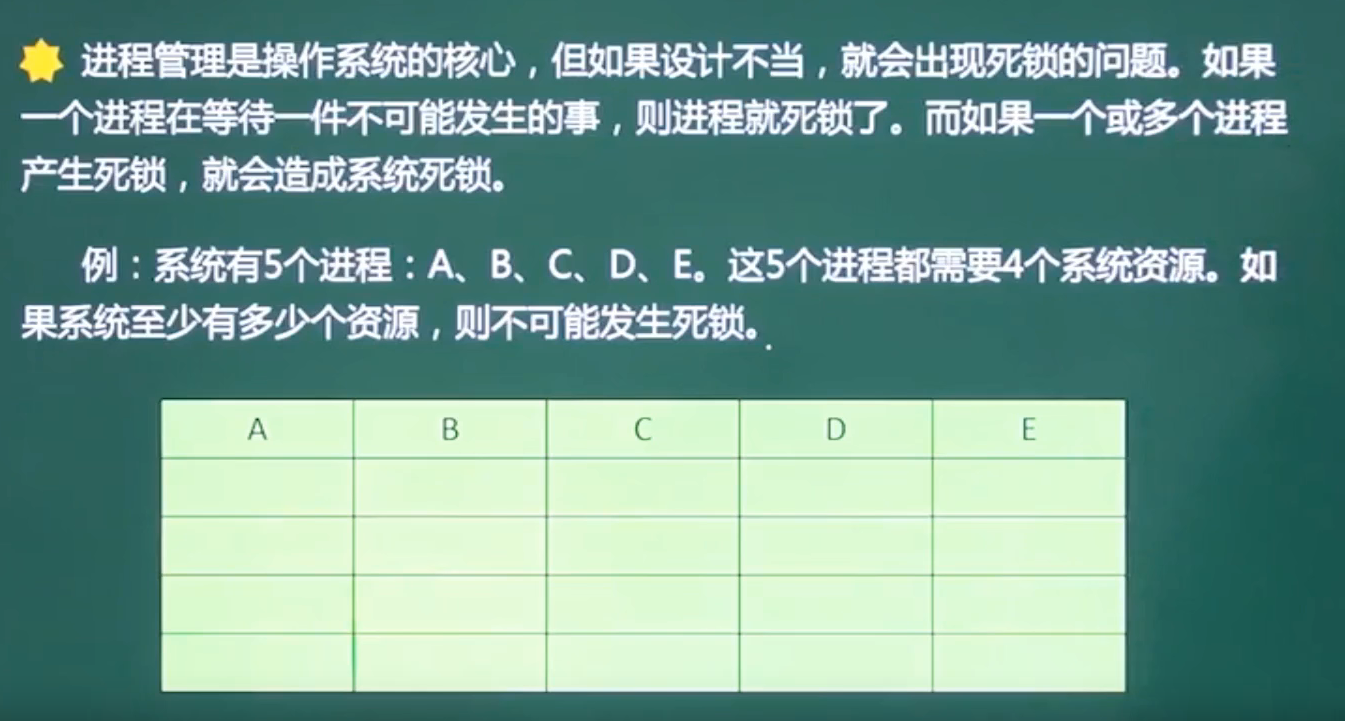 进程管理是操作系统的核心，但如果设计不当，就会出现死锁的问题。如果
一个进程在等待一件不可能发生的事，则进程就死锁了。而如果一个或多个进程
产生死锁，就会造成系统死锁。
例：系统有5个进程：A、B、C、D、E。这5个进程都需要4个系统资源。如
果系统至少有多少个资源，则不可能发生死锁。
A B C D E